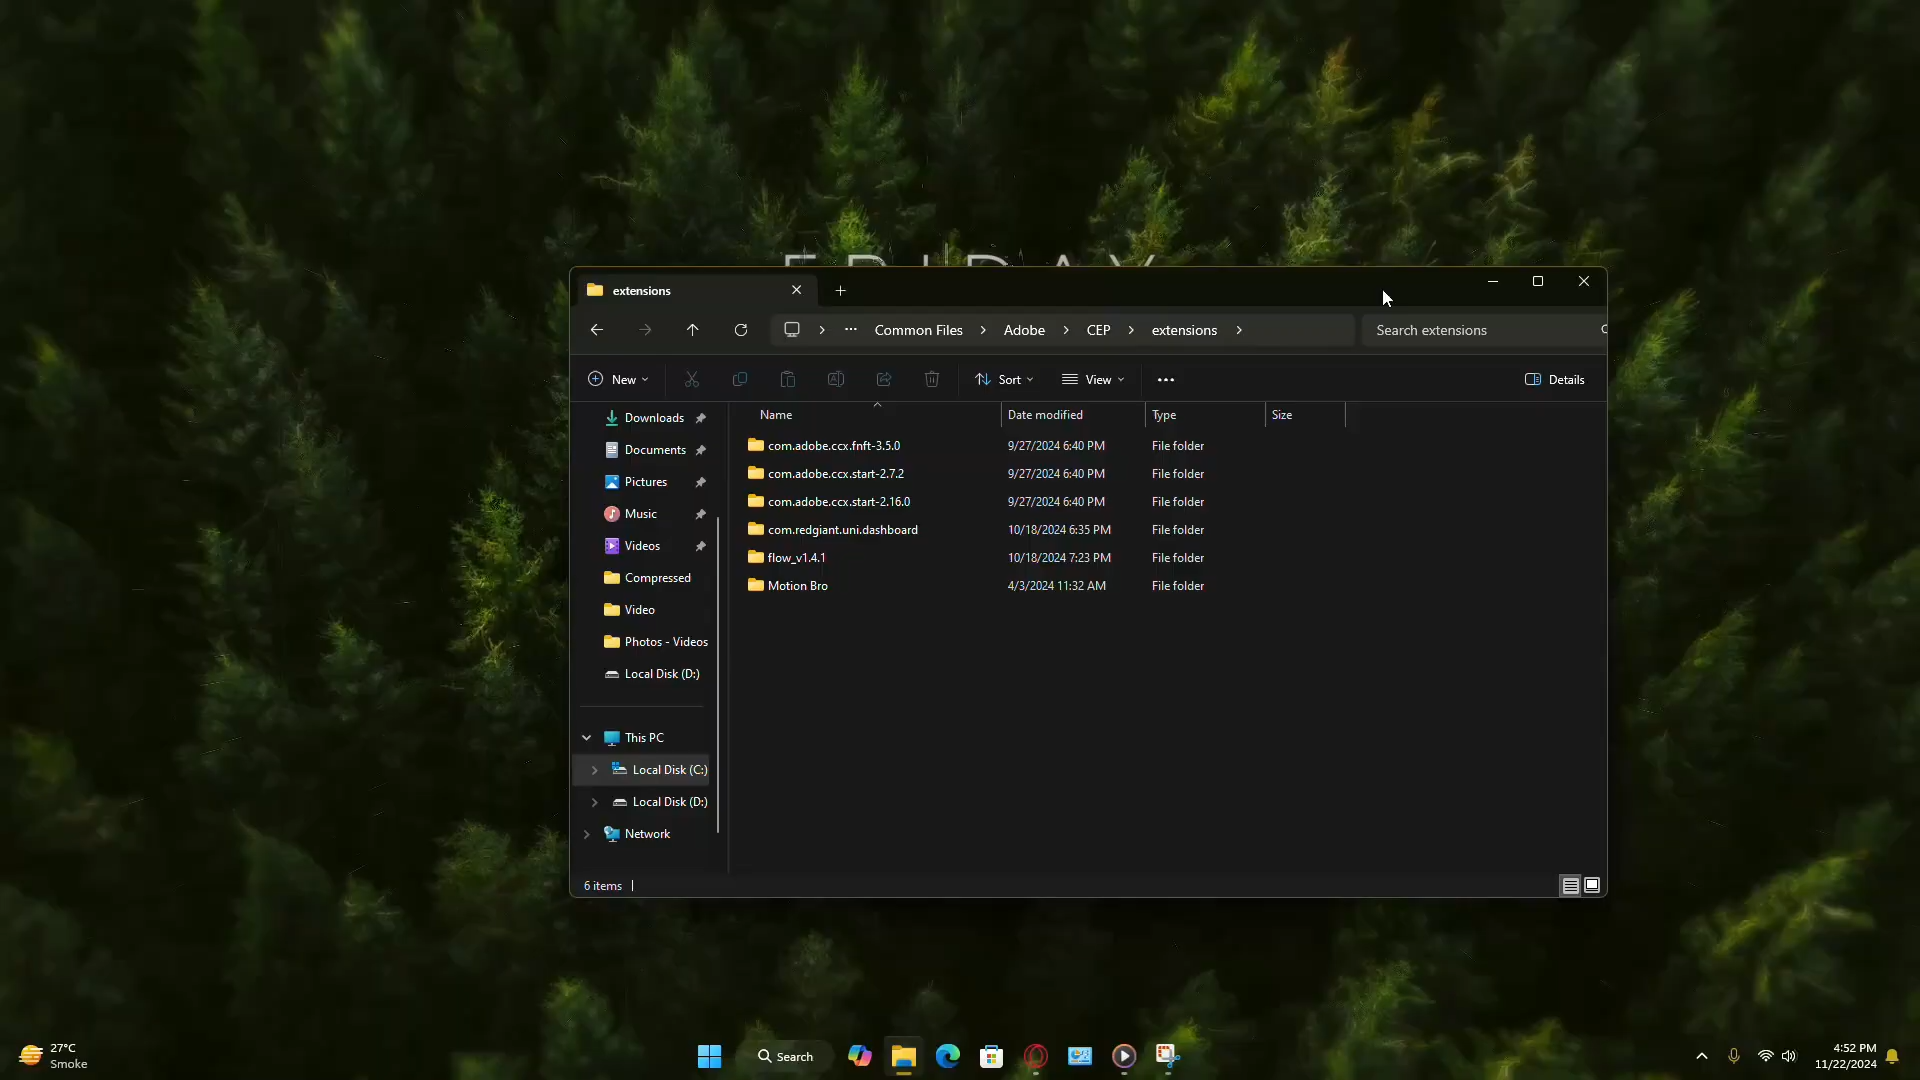 FRIDAY
extensions
Common Files
Adobe
CEP
extensions
Search extensions
New
Sort
View
Details
Name
Date modified
Type
Size
Downloads
Documents
Pictures
Music
Videos
Compressed
Video
Photos - Videos
Local Disk (D:)
This PC
Local Disk (C:)
Local Disk (D:)
Network
com.adobe.ccx.fnft-3.5.0 9/27/2024 6:40 PM File folder
com.adobe.ccx.start-2.7.2 9/27/2024 6:40 PM File folder
com.adobe.ccx.start-2.16.0 9/27/2024 6:40 PM File folder
com.redgiant.uni.dashboard 10/18/2024 6:35 PM File folder
flow_v1.4.1 10/18/2024 7:23 PM File folder
Motion Bro 4/3/2024 11:32 AM File folder
6 items
27°C
Smoke
Search
4:52 PM
11/22/2024